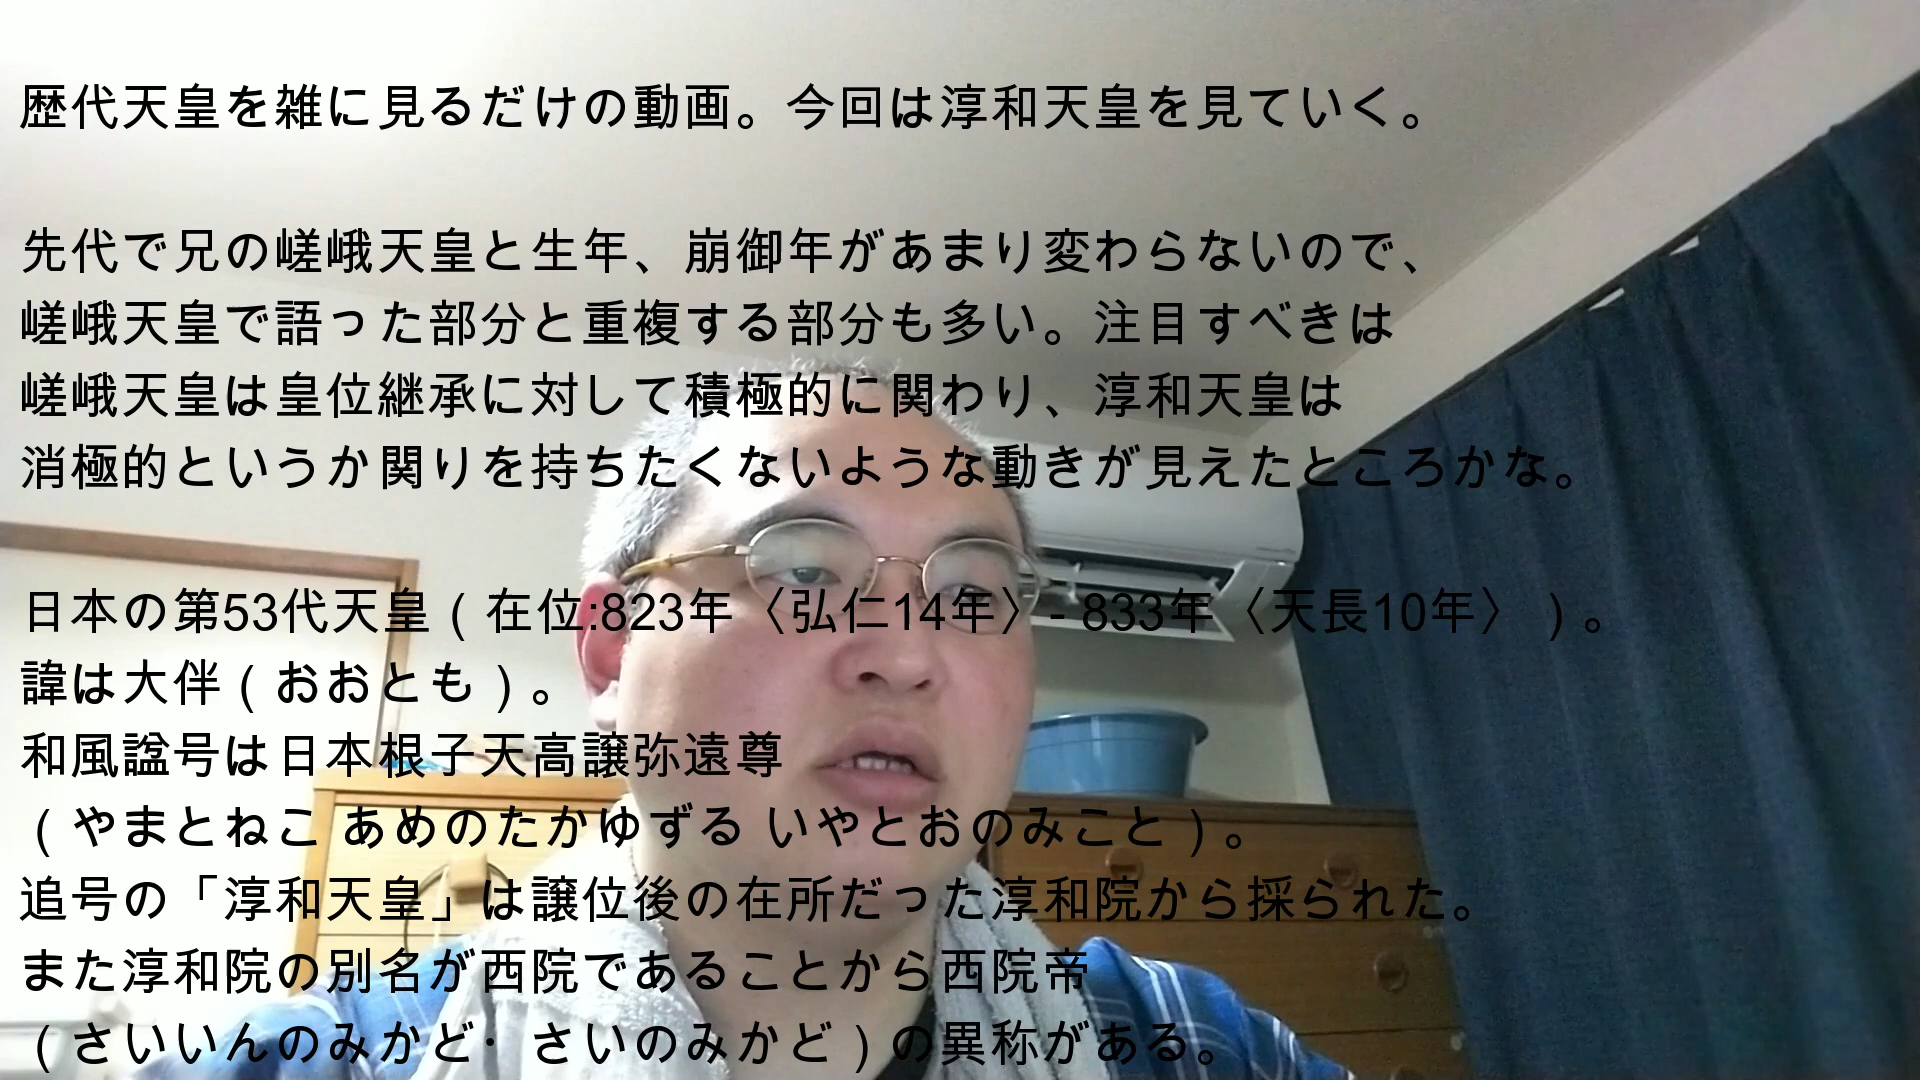 歴代天皇を雑に見るだけの動画。今回は淳和天皇を見ていく。
先代で兄の嵯峨天皇と生年、崩御年があまり変わらないので、
嵯峨天皇で語った部分と重複する部分も多い。注目すべきは
嵯峨天皇は皇位継承に対して積極的に関わり、淳和天皇は
消極的というか関りを持ちたくないような動きが見えたところかな。
日本の第53代天皇（在位:823年〈弘仁14年〉- 833年〈天長10年〉）。
諱は大伴（おおとも）。
和風諡号は日本根子天高譲弥遠尊
（やまとねこ あめのたかゆずる いやとおのみこと）。
追号の「淳和天皇」は譲位後の在所だった淳和院から採られた。
また淳和院の別名が西院であることから西院帝
（さいいんのみかど・さいのみかど）の異称がある。